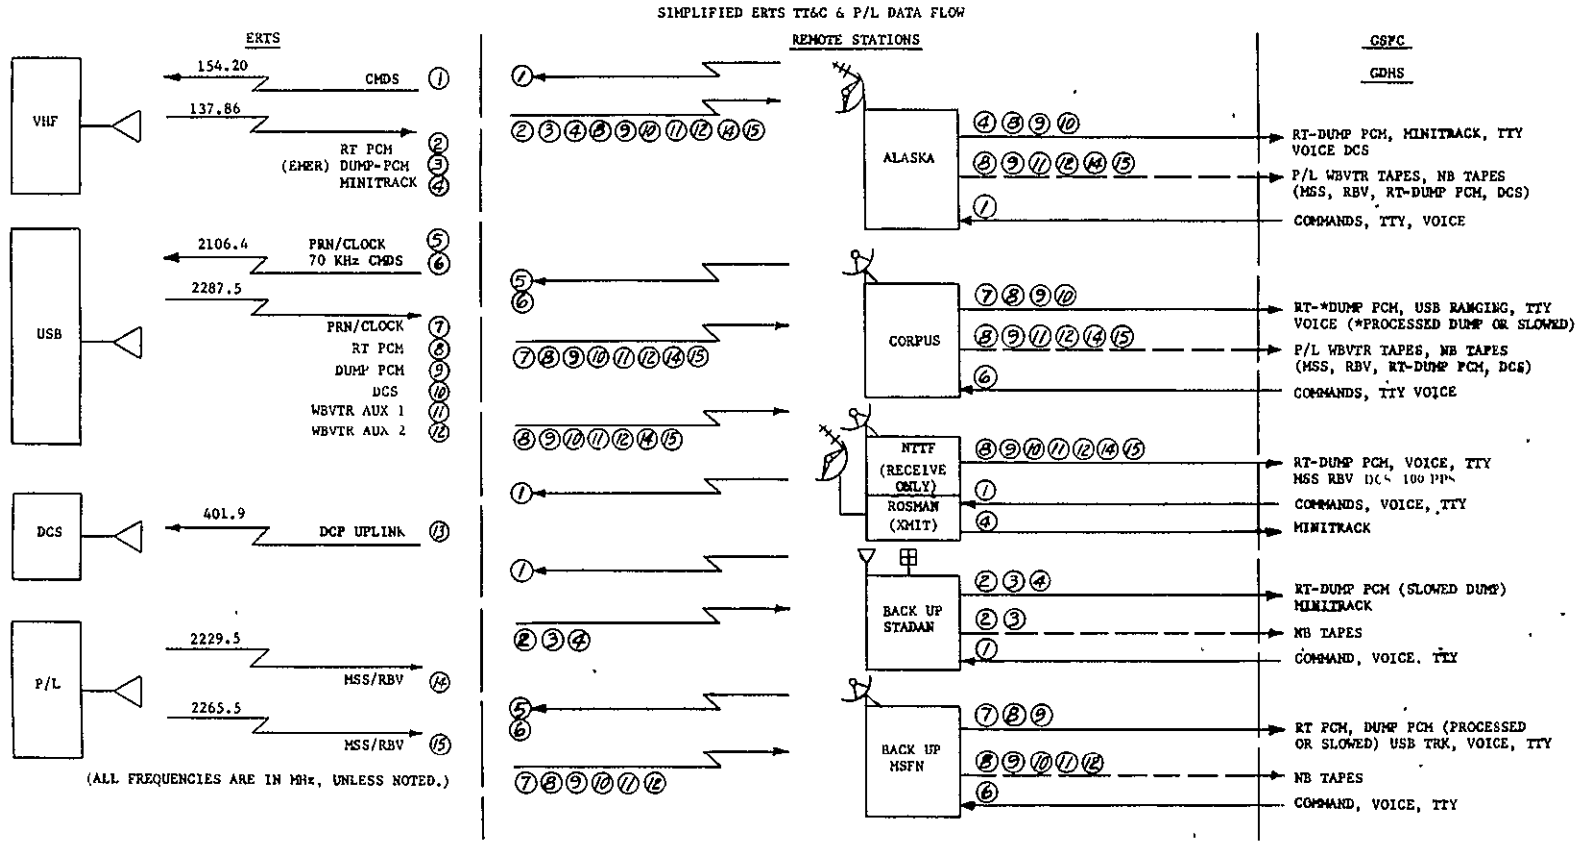 SIMPLIFIED ERTS TT&C & P/L DATA FLOW
ERTS
REMOTE STATIONS
GSFC
GDHS
VHF
154.20
CMDS ①
137.86
RT PCM ②
(EMER) DUMP-PCM ③
MINITRACK ④
USB
2106.4
PRN/CLOCK ⑤
70 KHz CMDS ⑥
2287.5
PRN/CLOCK ⑦
RT PCM ⑧
DUMP PCM ⑨
DCS ⑩
WBVTR AUX 1 ⑪
WBVTR AUX 2 ⑫
DCS
401.9
DCP UPLINK ⑬
P/L
2229.5
MSS/RBV ⑭
2265.5
MSS/RBV ⑮
(ALL FREQUENCIES ARE IN MHz, UNLESS NOTED.)
①
② ③ ④ ⑧ ⑨ ⑩ ⑪ ⑫ ⑭ ⑮
ALASKA
④ ⑧ ⑨ ⑩
RT-DUMP PCM, MINITRACK, TTY
VOICE DCS
⑧ ⑨ ⑪ ⑫ ⑭ ⑮
P/L WBVTR TAPES, NB TAPES
(MSS, RBV, RT-DUMP PCM, DCS)
①
COMMANDS, TTY, VOICE
⑤
⑥
⑦ ⑧ ⑨ ⑩ ⑪ ⑫ ⑭ ⑮
CORPUS
⑦ ⑧ ⑨ ⑩
RT-*DUMP PCM, USB RANGING, TTY
VOICE (*PROCESSED DUMP OR SLOWED)
⑧ ⑨ ⑪ ⑫ ⑭ ⑮
P/L WBVTR TAPES, NB TAPES
(MSS, RBV, RT-DUMP PCM, DCS)
⑥
COMMANDS, TTY VOICE
⑧ ⑨ ⑩ ⑪ ⑫ ⑭ ⑮
①
NTTF
(RECEIVE
ONLY)
ROSMAN
(XMIT)
⑧ ⑨ ⑩ ⑪ ⑫ ⑭ ⑮
RT-DUMP PCM, VOICE, TTY
MSS RBV DCS 100 PPS
①
COMMANDS, VOICE, TTY
④
MINITRACK
①
② ③ ④
BACK UP
STADAN
② ③ ④
RT-DUMP PCM (SLOWED DUMP)
MINITRACK
② ③
NB TAPES
①
COMMAND, VOICE. TTY
⑤
⑥
⑦ ⑧ ⑨ ⑩ ⑪ ⑫
BACK UP
MSFN
⑦ ⑧ ⑨
RT PCM, DUMP PCM (PROCESSED
OR SLOWED) USB TRK, VOICE, TTY
⑧ ⑨ ⑩ ⑪ ⑫
NB TAPES
⑥
COMMAND, VOICE, TTY